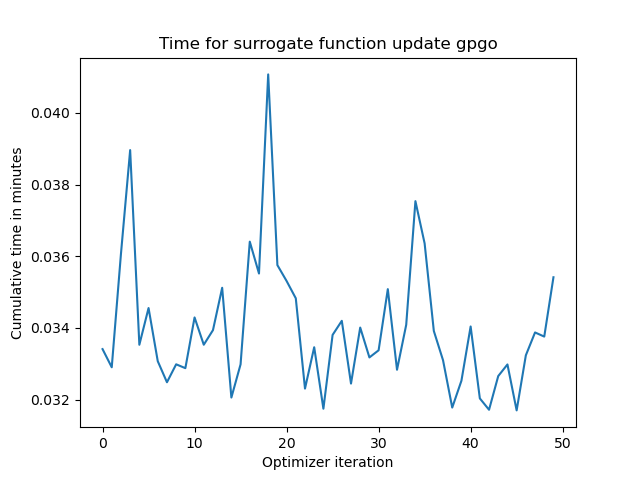 Time for surrogate function update gpgo
Cumulative time in minutes
0.040
0.038
0.036
0.034
0.032
0 10 20 30 40 50
Optimizer iteration